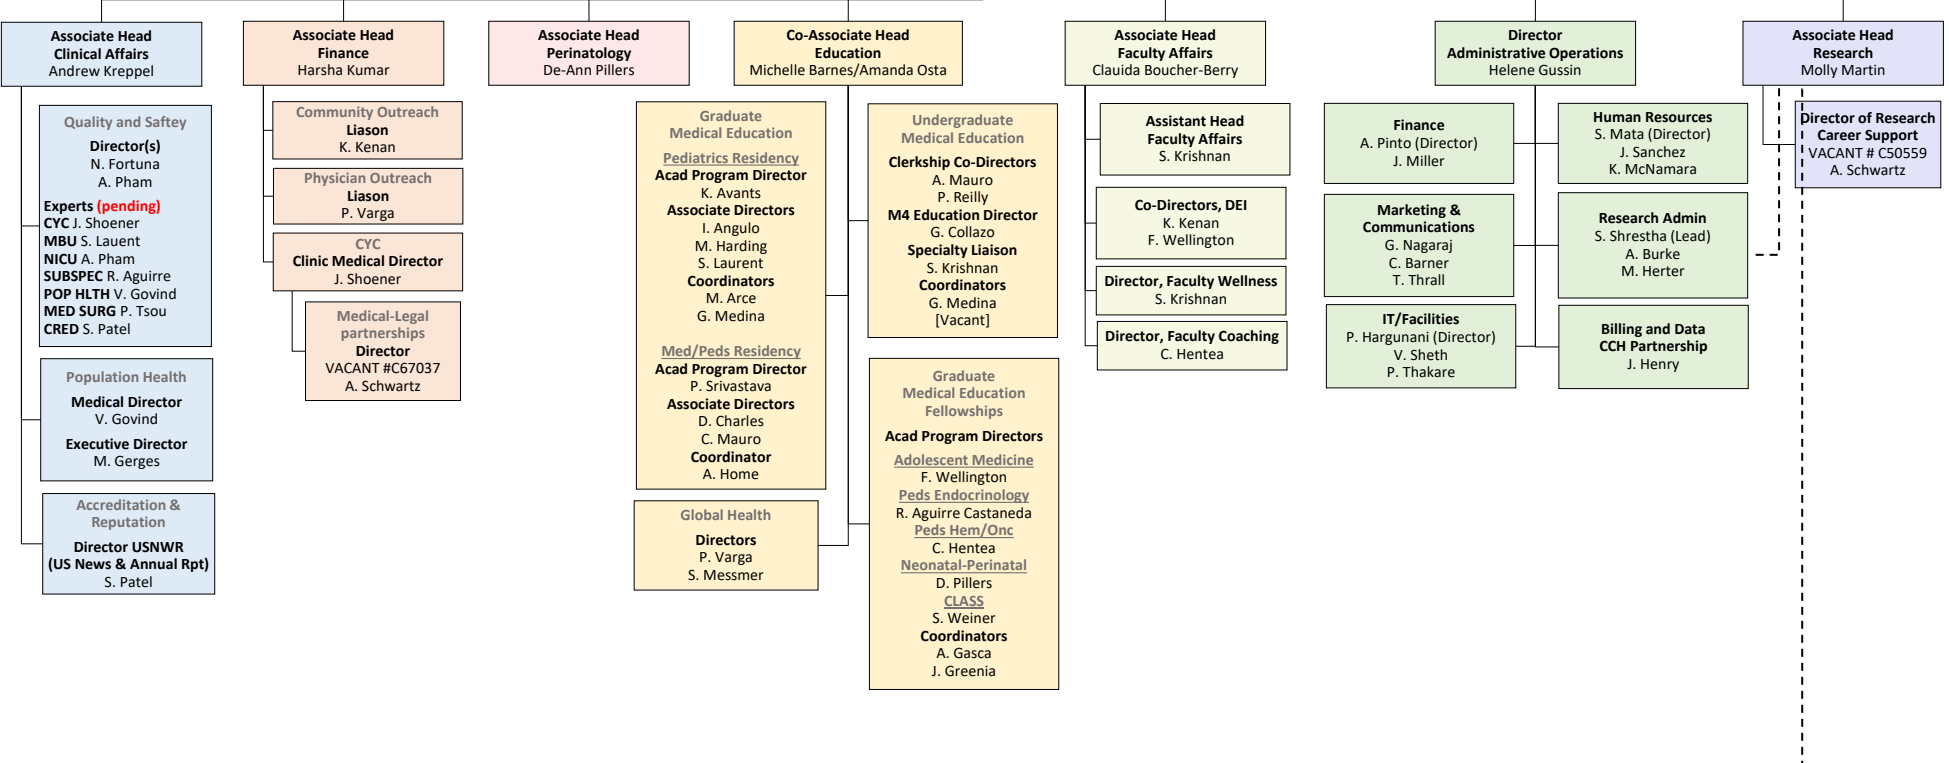 Associate Head
Clinical Affairs
Andrew Kreppel
Quality and Saftey
Director(s)
N. Fortuna
A. Pham
Experts (pending)
CYC J. Shoener
MBU S. Lauent
NICU A. Pham
SUBSPEC R. Aguirre
POP HLTH V. Govind
MED SURG P. Tsou
CRED S. Patel
Population Health
Medical Director
V. Govind
Executive Director
M. Gerges
Accreditation &
Reputation
Director USNWR
(US News & Annual Rpt)
S. Patel
Associate Head
Finance
Harsha Kumar
Community Outreach
Liason
K. Kenan
Physician Outreach
Liason
P. Varga
CYC
Clinic Medical Director
J. Shoener
Medical-Legal
partnerships
Director
VACANT #C67037
A. Schwartz
Associate Head
Perinatology
De-Ann Pillers
Co-Associate Head
Education
Michelle Barnes/Amanda Osta
Graduate
Medical Education
Pediatrics Residency
Acad Program Director
K. Avants
Associate Directors
I. Angulo
M. Harding
S. Laurent
Coordinators
M. Arce
G. Medina
Med/Peds Residency
Acad Program Director
P. Srivastava
Associate Directors
D. Charles
C. Mauro
Coordinator
A. Home
Global Health
Directors
P. Varga
S. Messmer
Undergraduate
Medical Education
Clerkship Co-Directors
A. Mauro
P. Reilly
M4 Education Director
G. Collazo
Specialty Liaison
S. Krishnan
Coordinators
G. Medina
[Vacant]
Graduate
Medical Education
Fellowships
Acad Program Directors
Adolescent Medicine
F. Wellington
Peds Endocrinology
R. Aguirre Castaneda
Peds Hem/Onc
C. Hentea
Neonatal-Perinatal
D. Pillers
CLASS
S. Weiner
Coordinators
A. Gasca
J. Greenia
Associate Head
Faculty Affairs
Clauida Boucher-Berry
Assistant Head
Faculty Affairs
S. Krishnan
Co-Directors, DEI
K. Kenan
F. Wellington
Director, Faculty Wellness
S. Krishnan
Director, Faculty Coaching
C. Hentea
Director
Administrative Operations
Helene Gussin
Finance
A. Pinto (Director)
J. Miller
Marketing &
Communications
G. Nagaraj
C. Barner
T. Thrall
IT/Facilities
P. Hargunani (Director)
V. Sheth
P. Thakare
Human Resources
S. Mata (Director)
J. Sanchez
K. McNamara
Research Admin
S. Shrestha (Lead)
A. Burke
M. Herter
Billing and Data
CCH Partnership
J. Henry
Associate Head
Research
Molly Martin
Director of Research
Career Support
VACANT # C50559
A. Schwartz